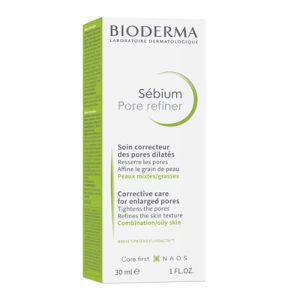 BIODERMA
LABORATOIRE DERMATOLOGIQUE
Sébium
Pore refiner
Soin correcteur
des pores dilatés
Resserre les pores
Affine le grain de peau
Peaux mixtes/grasses
Corrective care
for enlarged pores
Tightens the pores
Refines the skin texture
Combination/oily skin
Care first
NAOS
30 ml e 1 FL.OZ.